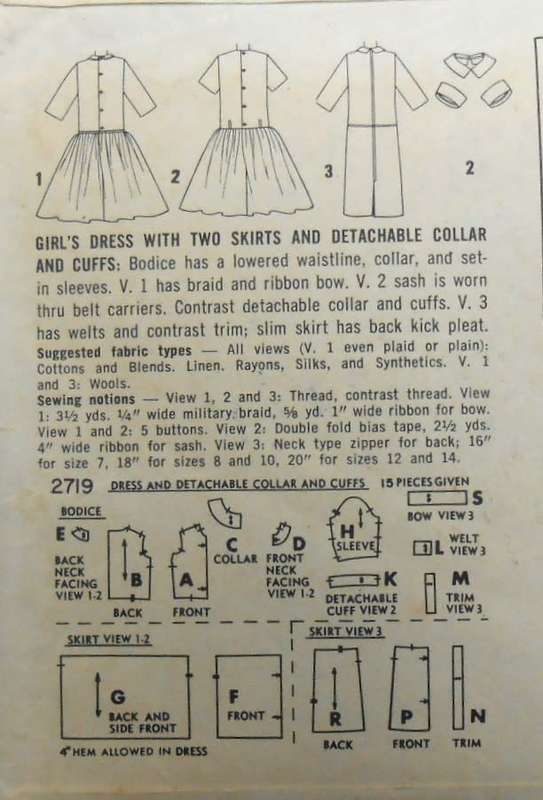 1
2
3
2
GIRL'S DRESS WITH TWO SKIRTS AND DETACHABLE COLLAR
AND CUFFS: Bodice has a lowered waistline, collar, and set-
in sleeves. V. 1 has braid and ribbon bow. V. 2 sash is worn
thru belt carriers. Contrast detachable collar and cuffs. V. 3
has welts and contrast trim; slim skirt has back kick pleat.
Suggested fabric types — All views (V. 1 even plaid or plain):
Cottons and Blends. Linen. Rayons, Silks, and Synthetics. V. 1
and 3: Wools.
Sewing notions — View 1, 2 and 3: Thread, contrast thread. View
1: 3½ yds. ¼" wide military braid, ⅝ yd. 1" wide ribbon for bow.
View 1 and 2: 5 buttons. View 2: Double fold bias tape, 2½ yds.
4" wide ribbon for sash. View 3: Neck type zipper for back; 16"
for size 7, 18" for sizes 8 and 10, 20" for sizes 12 and 14.
2719 DRESS AND DETACHABLE COLLAR AND CUFFS 15 PIECES GIVEN
BODICE
E
BACK
NECK
FACING
VIEW 1-2
B
BACK
A
FRONT
C
COLLAR
D
FRONT
NECK
FACING
VIEW 1-2
H
SLEEVE
K
DETACHABLE
CUFF VIEW 2
S
BOW VIEW 3
L
WELT
VIEW 3
M
TRIM
VIEW 3
SKIRT VIEW 1-2
G
BACK AND
SIDE FRONT
F
FRONT
4" HEM ALLOWED IN DRESS
SKIRT VIEW 3
R
BACK
P
FRONT
N
TRIM